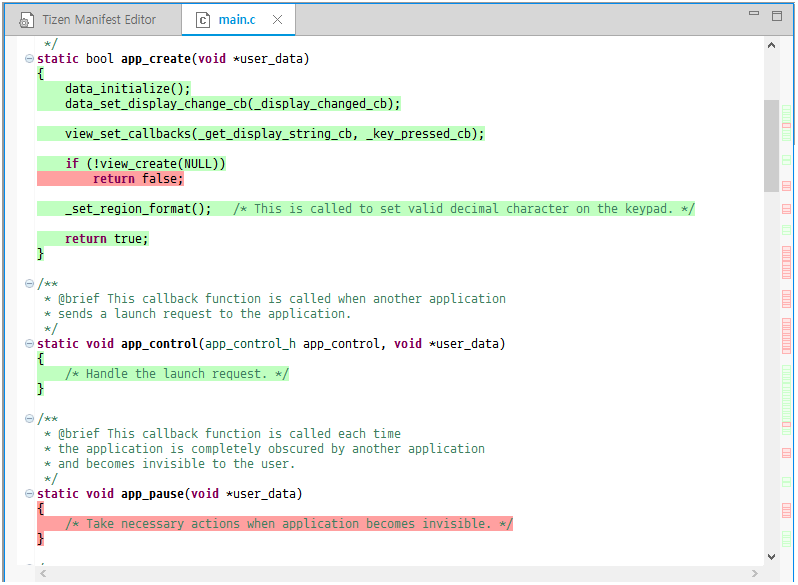 Tizen Manifest Editor
main.c
*/
static bool app_create(void *user_data)
{
    data_initialize();
    data_set_display_change_cb(_display_changed_cb);

    view_set_callbacks(_get_display_string_cb, _key_pressed_cb);

    if (!view_create(NULL))
        return false;

    _set_region_format();   /* This is called to set valid decimal character on the keypad. */

    return true;
}

/**
 * @brief This callback function is called when another application
 * sends a launch request to the application.
 */
static void app_control(app_control_h app_control, void *user_data)
{
    /* Handle the launch request. */
}

/**
 * @brief This callback function is called each time
 * the application is completely obscured by another application
 * and becomes invisible to the user.
 */
static void app_pause(void *user_data)
{
    /* Take necessary actions when application becomes invisible. */
}